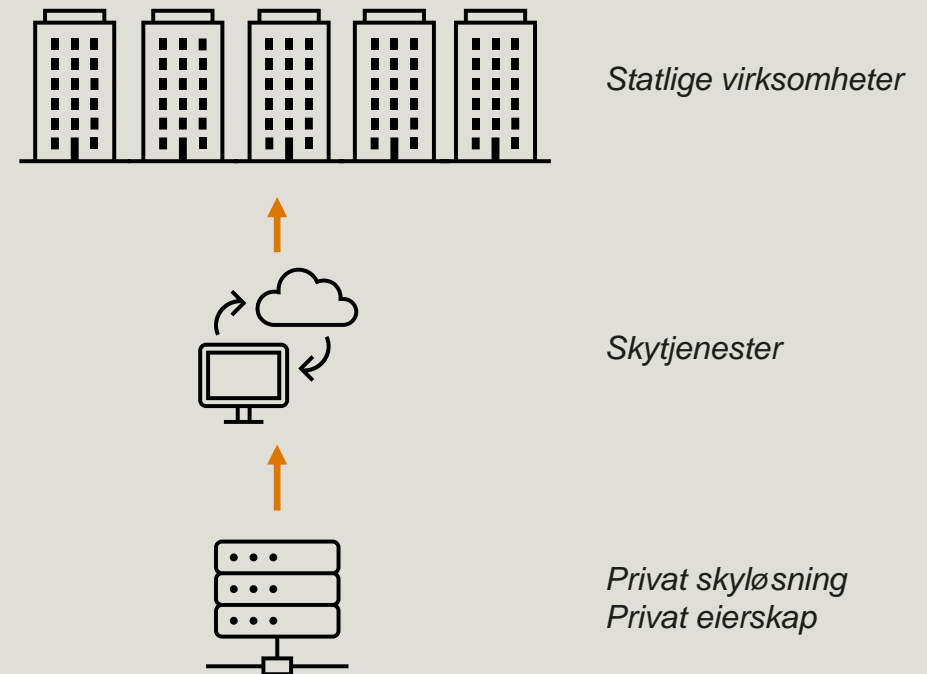 Statlige virksomheter
Skytjenester
Privat skyløsning
Privat eierskap